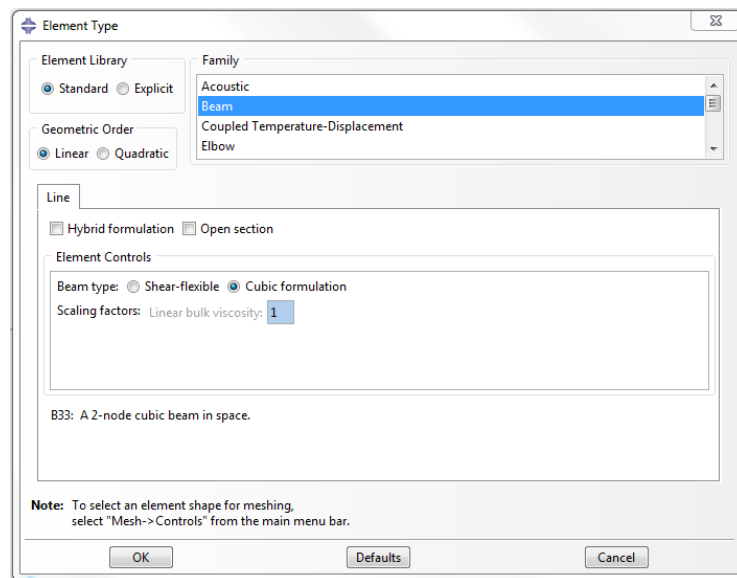 Element Type
Element Library
Standard Explicit
Family
Acoustic
Beam
Coupled Temperature-Displacement
Elbow
Geometric Order
Linear Quadratic
Line
Hybrid formulation Open section
Element Controls
Beam type: Shear-flexible Cubic formulation
Scaling factors: Linear bulk viscosity: 1
B33: A 2-node cubic beam in space.
Note: To select an element shape for meshing,
select "Mesh->Controls" from the main menu bar.
OK Defaults Cancel